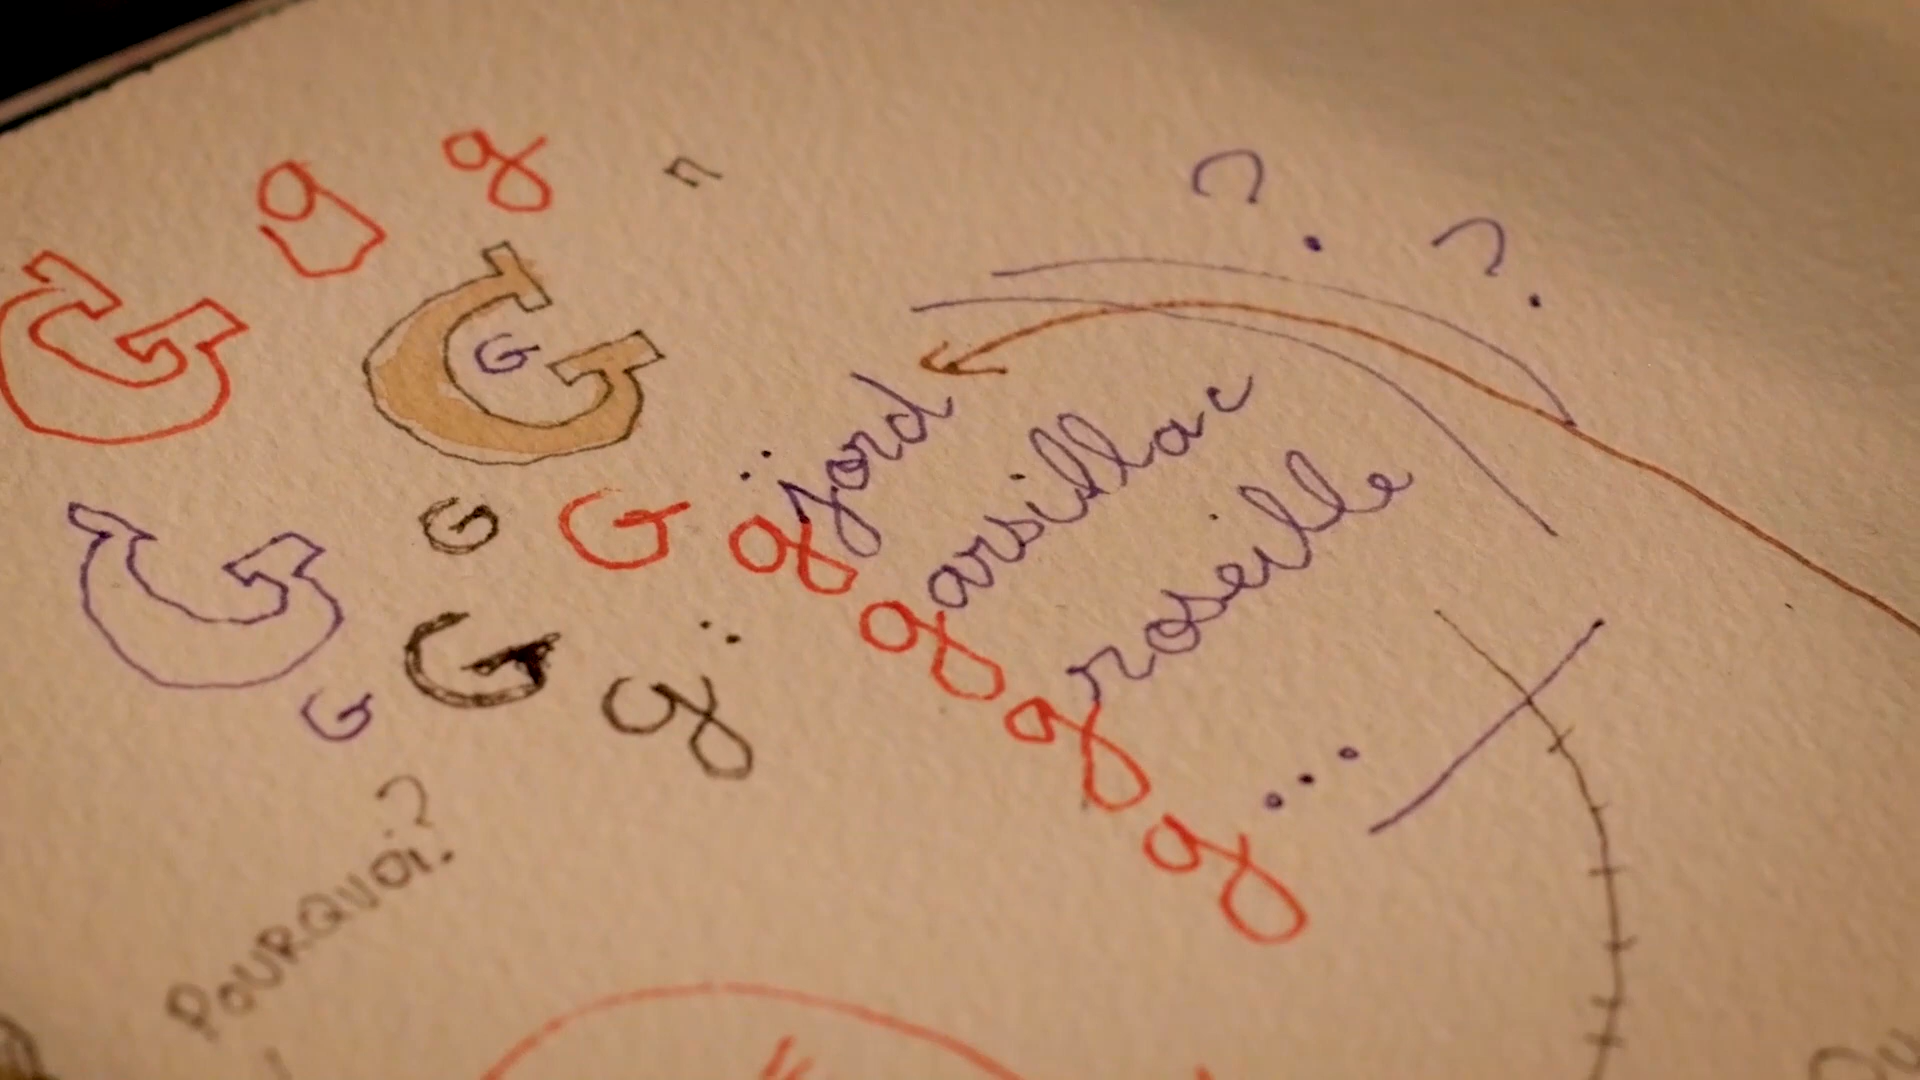 g g
G G G
G G
gjord
garsillac
groseille
g...
G G g
? ?
POURQUOI?